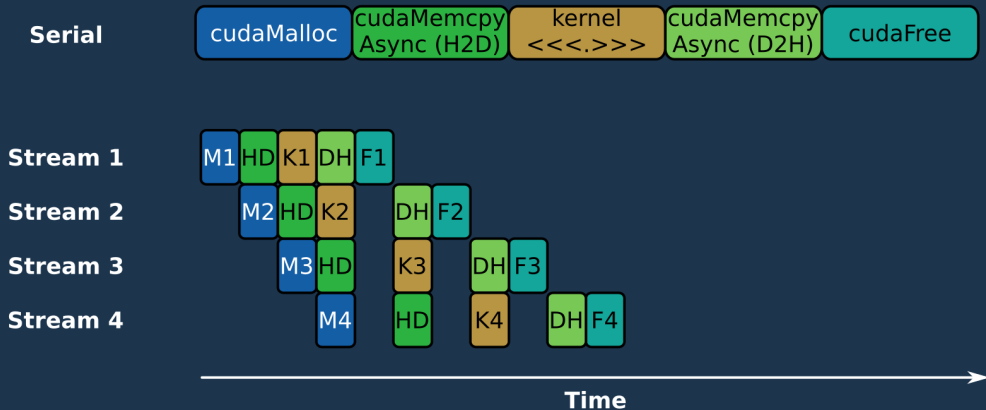 Serial
cudaMalloc
cudaMemcpy
Async (H2D)
kernel
<<<.>>>
cudaMemcpy
Async (D2H)
cudaFree
Stream 1
M1 HD K1 DH F1
Stream 2
M2 HD K2 DH F2
Stream 3
M3 HD K3 DH F3
Stream 4
M4 HD K4 DH F4
Time